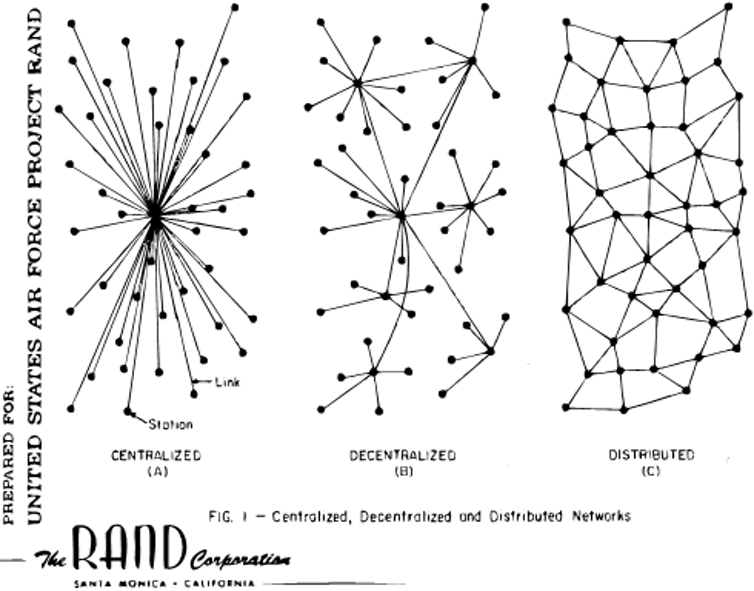 PREPARED FOR:
UNITED STATES AIR FORCE PROJECT RAND
Link
Station
CENTRALIZED
(A)
DECENTRALIZED
(B)
DISTRIBUTED
(C)
FIG. 1 — Centralized, Decentralized and Distributed Networks
The RAND Corporation
SANTA MONICA • CALIFORNIA